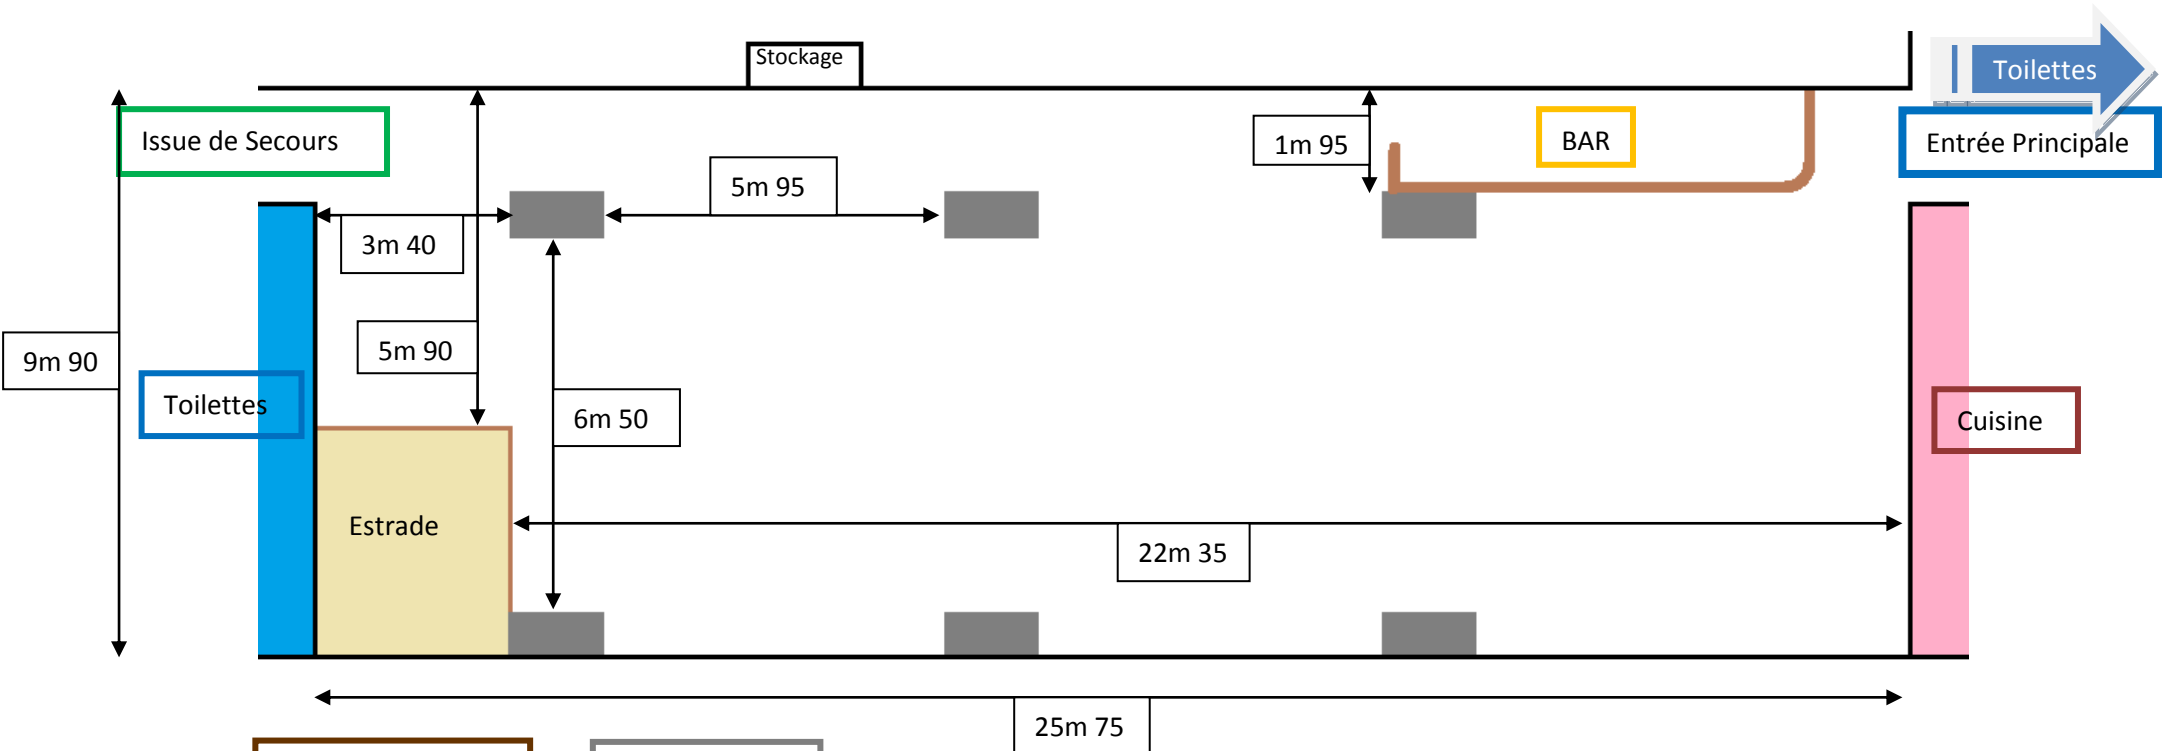 Stockage
Toilettes
Issue de Secours
1m 95
BAR
Entrée Principale
5m 95
3m 40
5m 90
9m 90
Toilettes
6m 50
Cuisine
Estrade
22m 35
25m 75